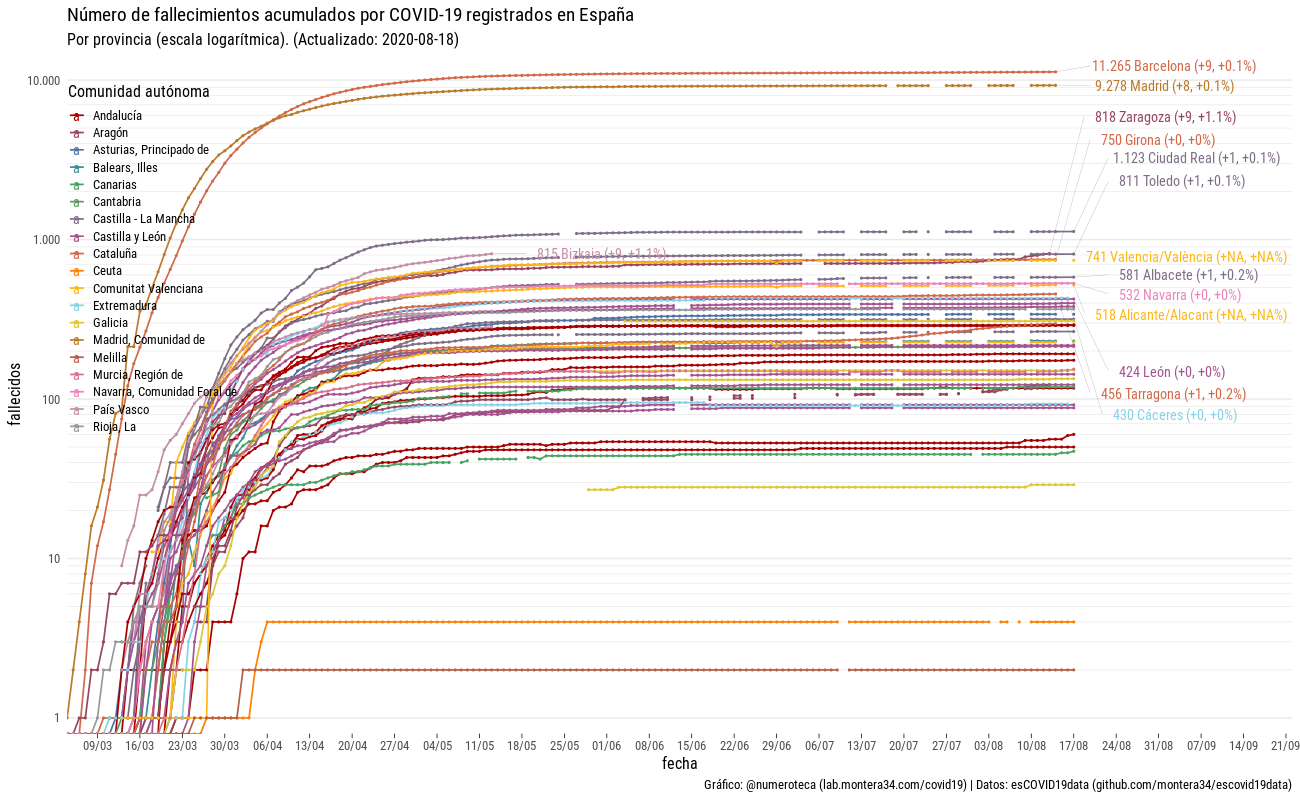 Número de fallecimientos acumulados por COVID-19 registrados en España
Por provincia (escala logarítmica). (Actualizado: 2020-08-18)
10.000
1.000
100
10
1
fallecidos
Comunidad autónoma
Andalucía
Aragón
Asturias, Principado de
Balears, Illes
Canarias
Cantabria
Castilla - La Mancha
Castilla y León
Cataluña
Ceuta
Comunitat Valenciana
Extremadura
Galicia
Madrid, Comunidad de
Melilla
Murcia, Región de
Navarra, Comunidad Foral de
País Vasco
Rioja, La
11.265 Barcelona (+9, +0.1%)
9.278 Madrid (+8, +0.1%)
818 Zaragoza (+9, +1.1%)
750 Girona (+0, +0%)
1.123 Ciudad Real (+1, +0.1%)
811 Toledo (+1, +0.1%)
815 Bizkaia (+9, +1.1%)
741 Valencia/València (+NA, +NA%)
581 Albacete (+1, +0.2%)
532 Navarra (+0, +0%)
518 Alicante/Alacant (+NA, +NA%)
424 León (+0, +0%)
456 Tarragona (+1, +0.2%)
430 Cáceres (+0, +0%)
09/03 16/03 23/03 30/03 06/04 13/04 20/04 27/04 04/05 11/05 18/05 25/05 01/06 08/06 15/06 22/06 29/06 06/07 13/07 20/07 27/07 03/08 10/08 17/08 24/08 31/08 07/09 14/09 21/09
fecha
Gráfico: @numeroteca (lab.montera34.com/covid19) | Datos: esCOVID19data (github.com/montera34/escovid19data)